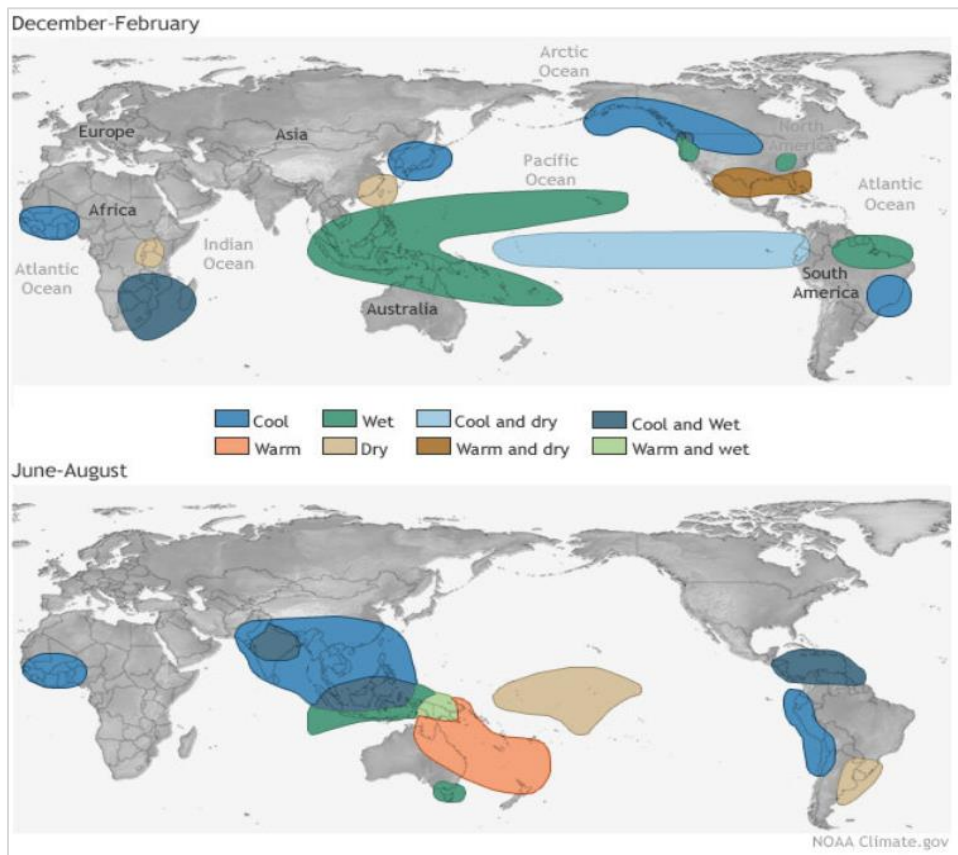 December-February
Arctic
Ocean
Europe
Asia
North
America
Pacific
Ocean
Atlantic
Ocean
Africa
Indian
Ocean
Atlantic
Ocean
South
America
Australia
Cool
Wet
Cool and dry
Cool and Wet
Warm
Dry
Warm and dry
Warm and wet
June-August
NOAA Climate.gov